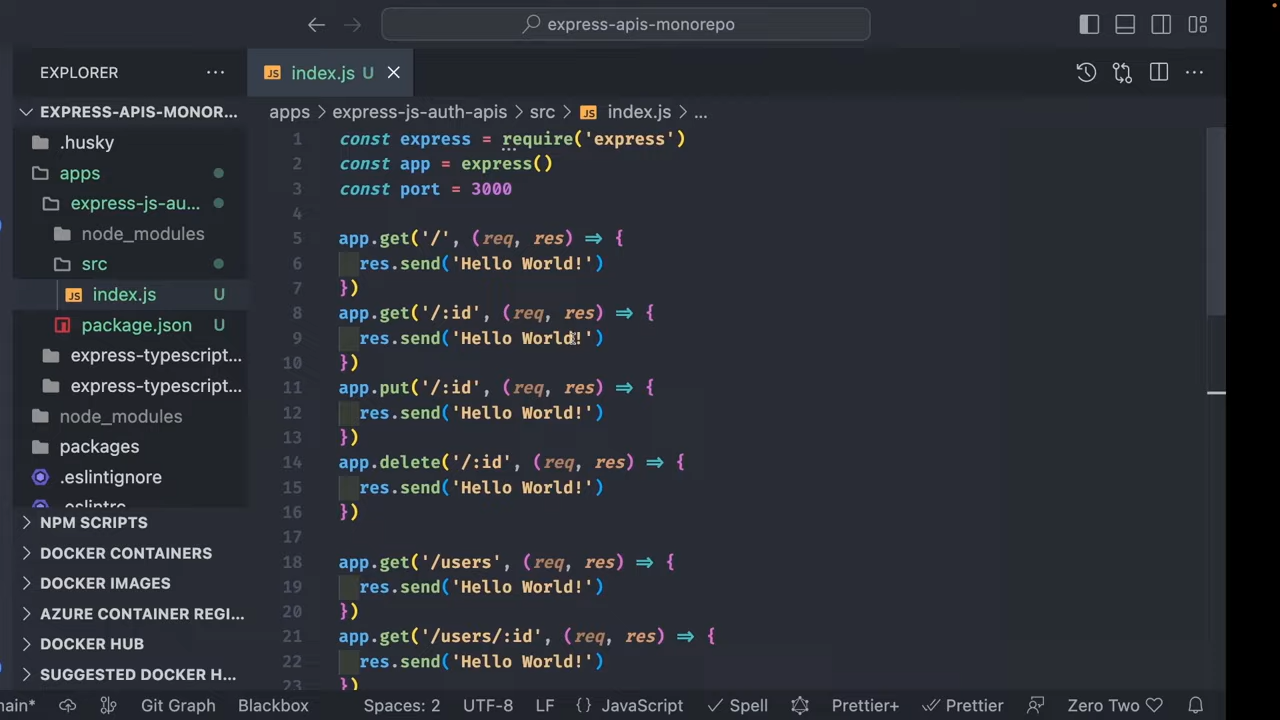 express-apis-monorepo
EXPLORER
JS index.js U
EXPRESS-APIS-MONOR...
apps > express-js-auth-apis > src > JS index.js > ...
.husky
apps
express-js-au...
node_modules
src
JS index.js U
package.json U
express-typescript...
express-typescript...
node_modules
packages
.eslintignore
NPM SCRIPTS
DOCKER CONTAINERS
DOCKER IMAGES
AZURE CONTAINER REGI...
DOCKER HUB
SUGGESTED DOCKER H...
1 const express = require('express')
2 const app = express()
3 const port = 3000
4
5 app.get('/', (req, res) => {
6 res.send('Hello World!')
7 })
8 app.get('/:id', (req, res) => {
9 res.send('Hello World!')
10 })
11 app.put('/:id', (req, res) => {
12 res.send('Hello World!')
13 })
14 app.delete('/:id', (req, res) => {
15 res.send('Hello World!')
16 })
17
18 app.get('/users', (req, res) => {
19 res.send('Hello World!')
20 })
21 app.get('/users/:id', (req, res) => {
22 res.send('Hello World!')
23 })
main* Git Graph Blackbox Spaces: 2 UTF-8 LF {} JavaScript Spell Prettier+ Prettier Zero Two